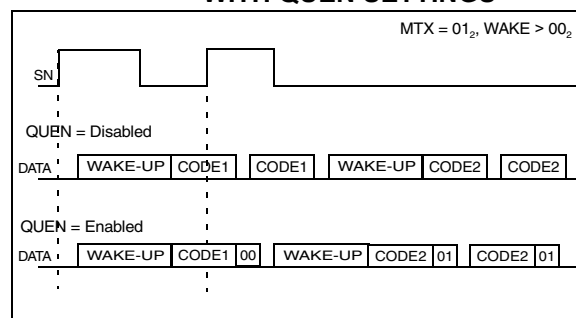 WITH QUEN SETTINGS
MTX = 01₂, WAKE > 00₂
SN
QUEN = Disabled
DATA WAKE-UP CODE1 CODE1 WAKE-UP CODE2 CODE2
QUEN = Enabled
DATA WAKE-UP CODE1 00 WAKE-UP CODE2 01 CODE2 01